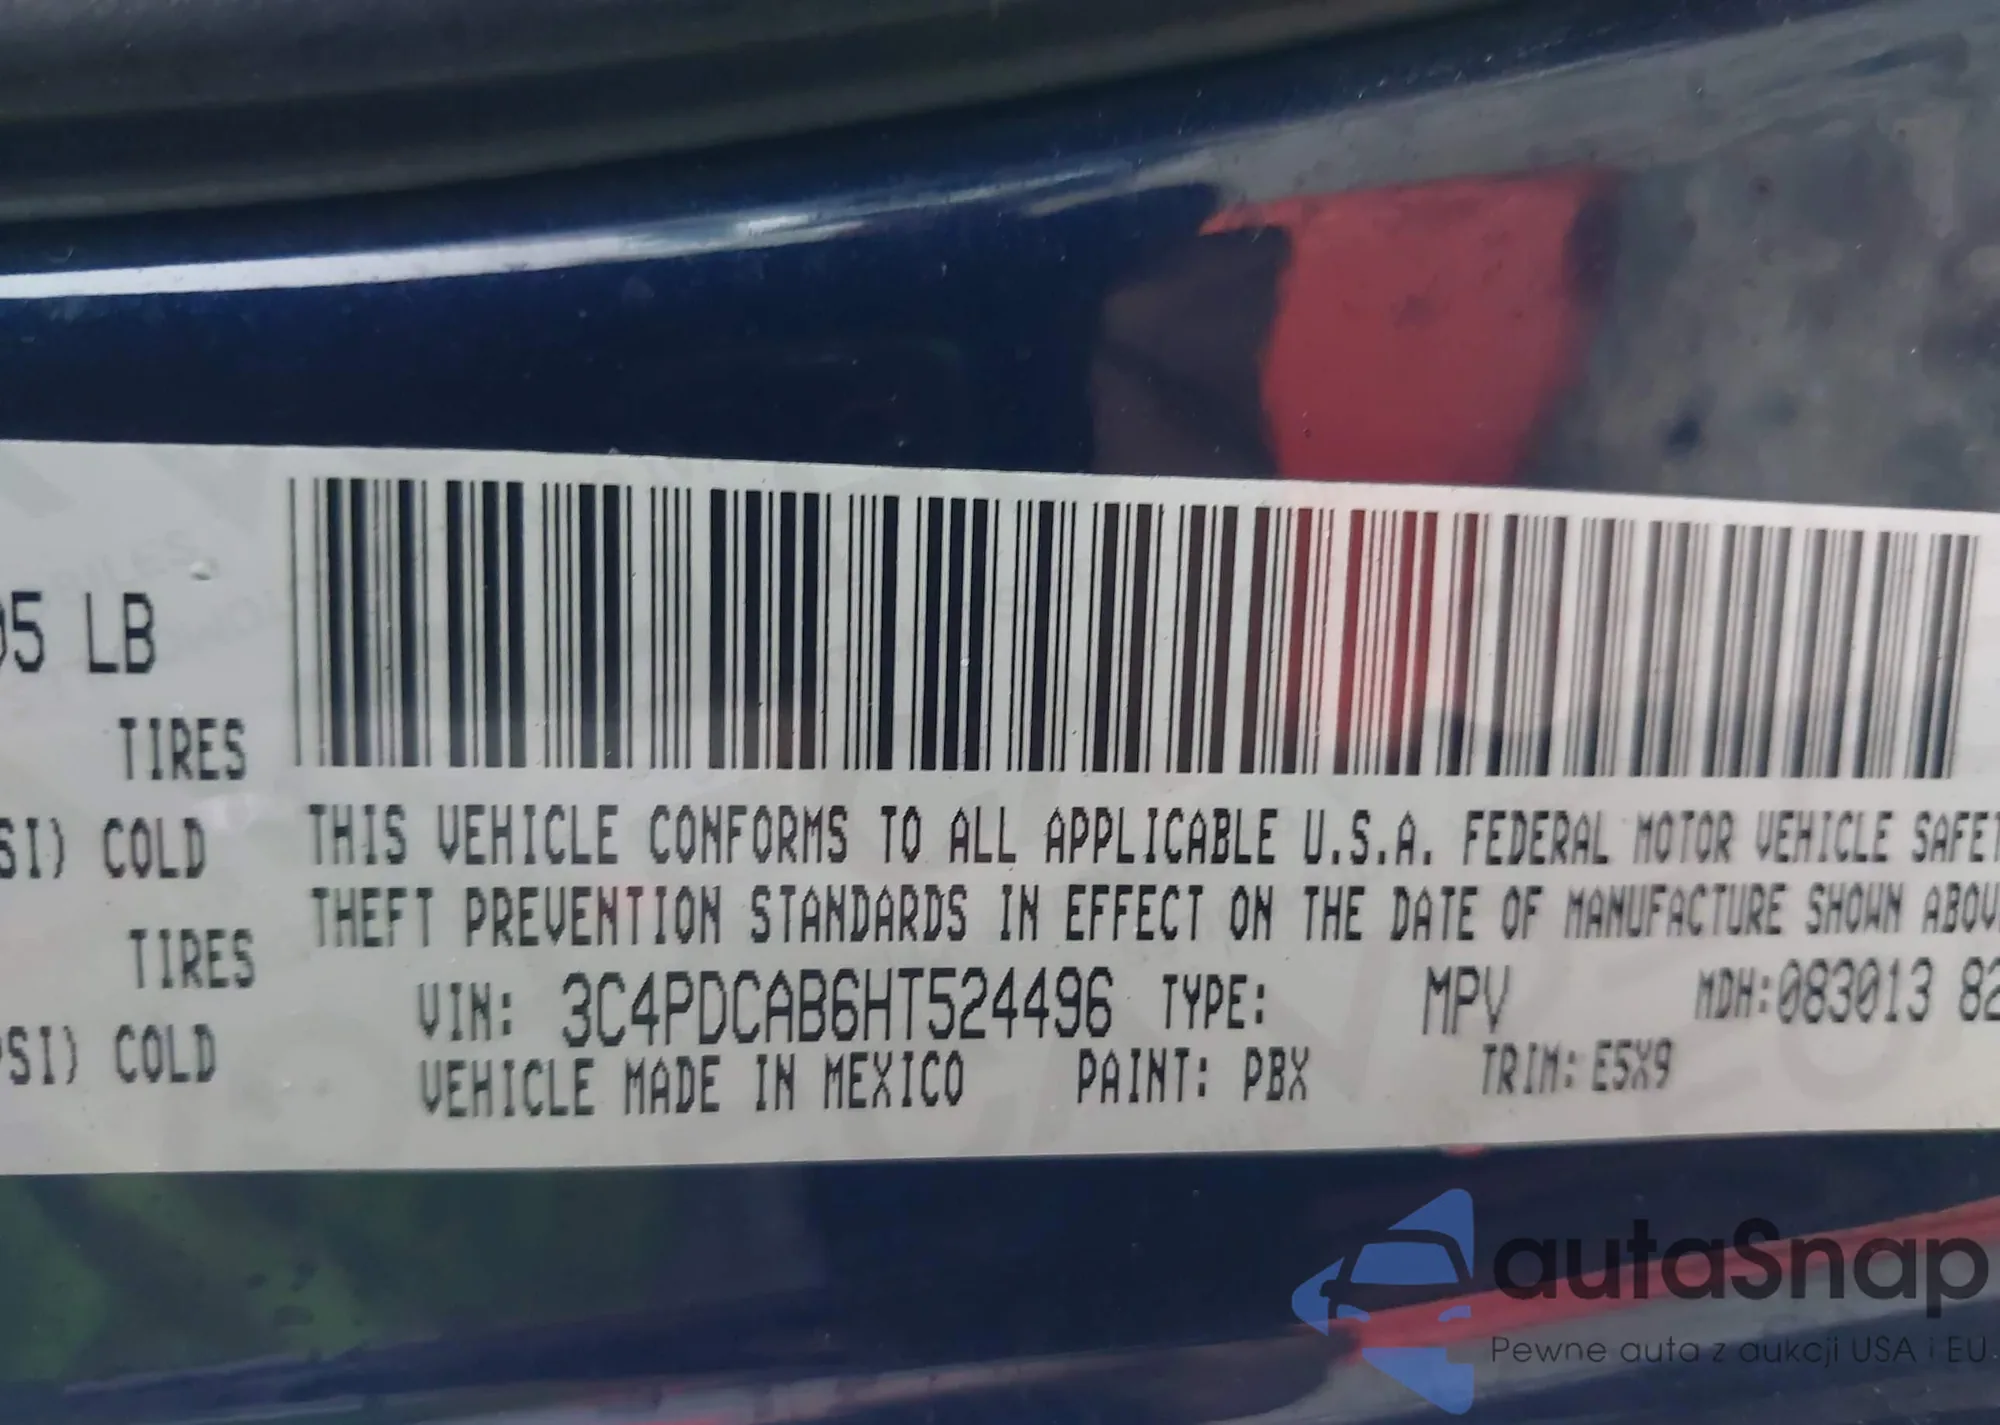 05 LB
TIRES
SI) COLD
TIRES
PSI) COLD
THIS VEHICLE CONFORMS TO ALL APPLICABLE U.S.A. FEDERAL MOTOR VEHICLE SAFET
THEFT PREVENTION STANDARDS IN EFFECT ON THE DATE OF MANUFACTURE SHOWN ABOV
VIN: 3C4PDCAB6HT524496 TYPE: MPV MDH:083013 82
VEHICLE MADE IN MEXICO PAINT: PBX TRIM: E5X9
autaSnap
Pewne auta z aukcji USA i EU